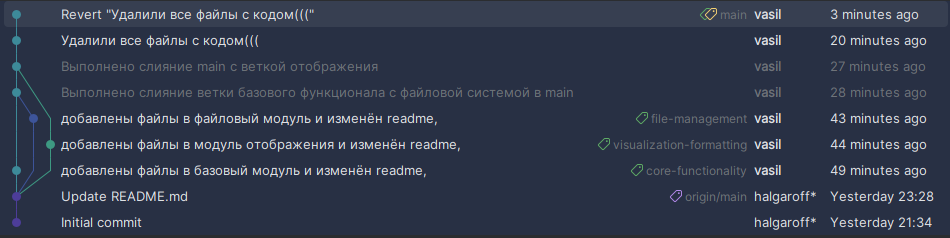 Revert "Удалили все файлы с кодом(((" main vasil 3 minutes ago
Удалили все файлы с кодом((( vasil 20 minutes ago
Выполнено слияние main с веткой отображения vasil 27 minutes ago
Выполнено слияние ветки базового функционала с файловой системой в main vasil 28 minutes ago
добавлены файлы в файловый модуль и изменён readme, file-management vasil 43 minutes ago
добавлены файлы в модуль отображения и изменён readme, visualization-formatting vasil 44 minutes ago
добавлены файлы в базовый модуль и изменён readme, core-functionality vasil 49 minutes ago
Update README.md origin/main halgaroff* Yesterday 23:28
Initial commit halgaroff* Yesterday 21:34